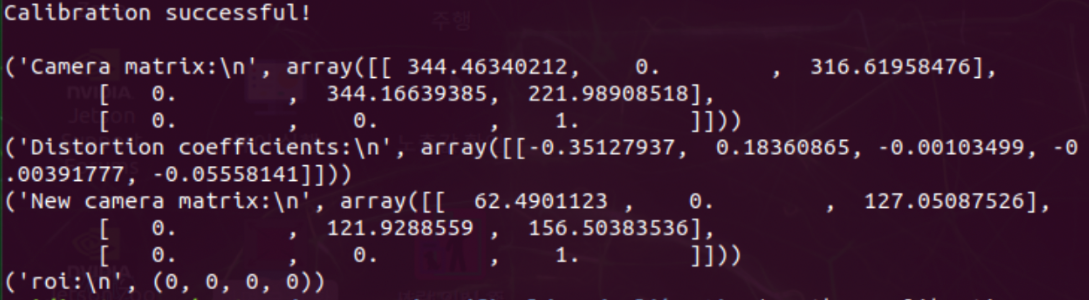 Calibration successful!
('Camera matrix:\n', array([[ 344.46340212,    0.        ,  316.61958476],
       [   0.        ,  344.16639385,  221.98908518],
       [   0.        ,    0.        ,    1.        ]]))
('Distortion coefficients:\n', array([[-0.35127937,  0.18360865, -0.00103499, -0
.00391777, -0.05558141]]))
('New camera matrix:\n', array([[  62.4901123 ,    0.        ,  127.05087526],
       [   0.        ,  121.9288559 ,  156.50383536],
       [   0.        ,    0.        ,    1.        ]]))
('roi:\n', (0, 0, 0, 0))